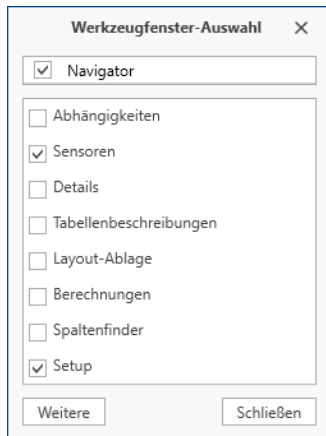 Werkzeugfenster-Auswahl
Navigator
Abhängigkeiten
Sensoren
Details
Tabellenbeschreibungen
Layout-Ablage
Berechnungen
Spaltenfinder
Setup
Weitere Schließen